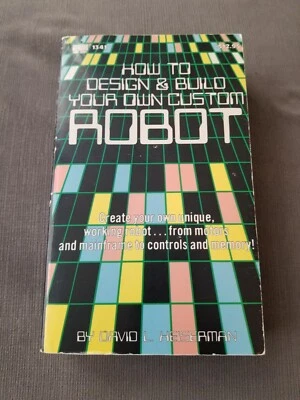 HOW TO
DESIGN & BUILD
YOUR OWN CUSTOM
ROBOT
Create your own unique,
working robot...from motors
and mainframe to controls and memory!
BY DAVID L. HEISERMAN